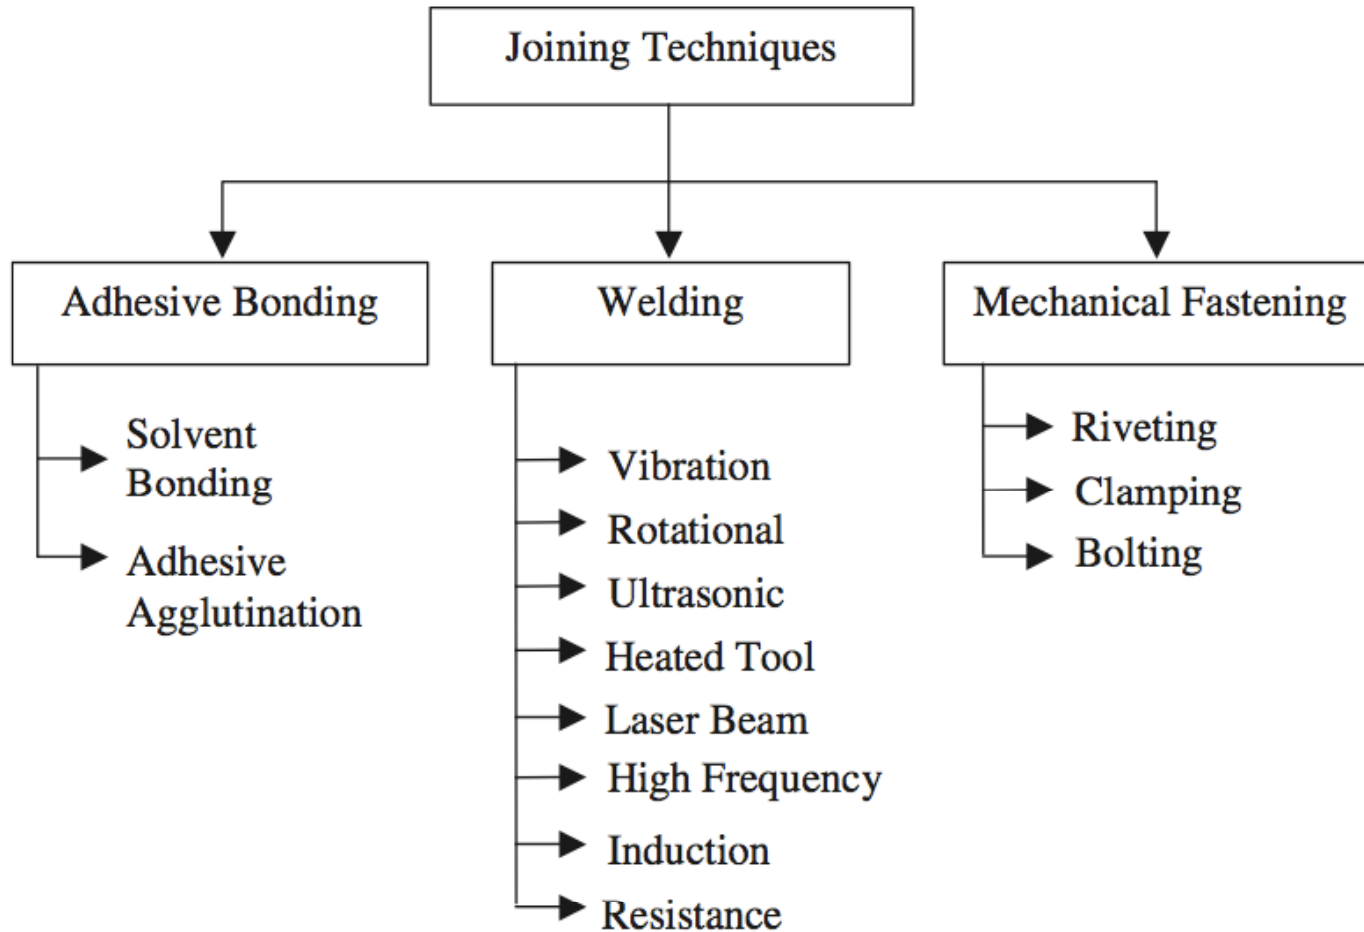 Joining Techniques
Adhesive Bonding
Solvent
Bonding
Adhesive
Agglutination
Welding
Vibration
Rotational
Ultrasonic
Heated Tool
Laser Beam
High Frequency
Induction
Resistance
Mechanical Fastening
Riveting
Clamping
Bolting